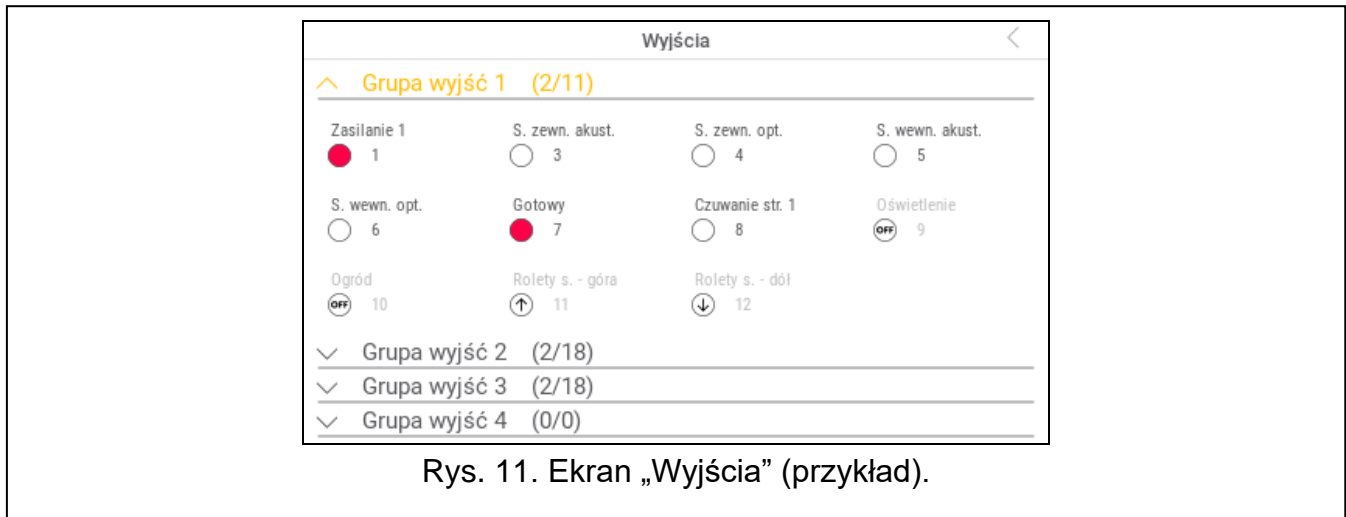 Wyjścia
Grupa wyjść 1 (2/11)
Zasilanie 1 S. zewn. akust. S. zewn. opt. S. wewn. akust.
1 3 4 5
S. wewn. opt. Gotowy Czuwanie str. 1 Oświetlenie
6 7 8 OFF 9
Ogród Rolety s. - góra Rolety s. - dół
OFF 10 11 12
Grupa wyjść 2 (2/18)
Grupa wyjść 3 (2/18)
Grupa wyjść 4 (0/0)
Rys. 11. Ekran „Wyjścia” (przykład).